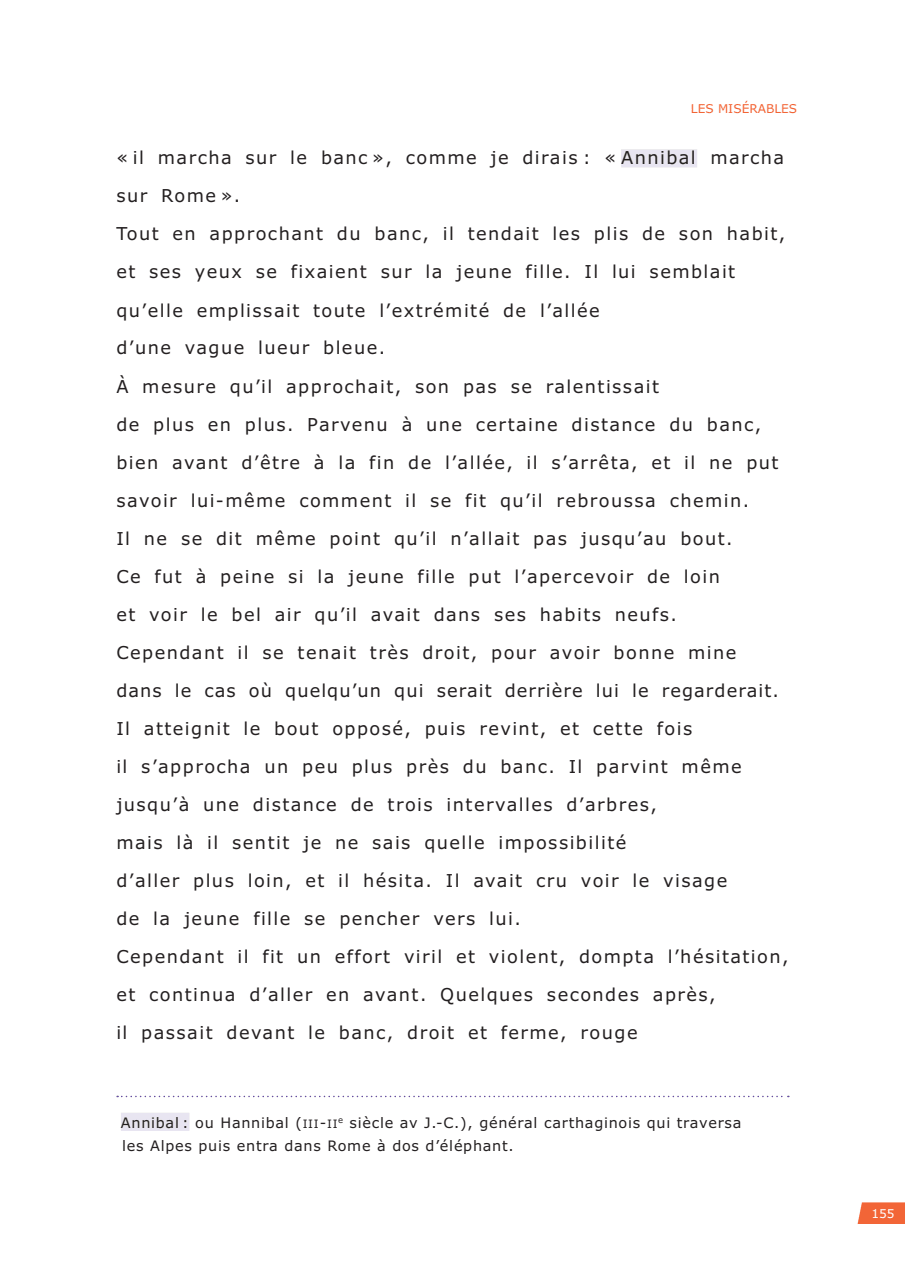 LES MISÉRABLES
« il marcha sur le banc », comme je dirais : « Annibal marcha
sur Rome ».
Tout en approchant du banc, il tendait les plis de son habit,
et ses yeux se fixaient sur la jeune fille. Il lui semblait
qu’elle emplissait toute l’extrémité de l’allée
d’une vague lueur bleue.
À mesure qu’il approchait, son pas se ralentissait
de plus en plus. Parvenu à une certaine distance du banc,
bien avant d’être à la fin de l’allée, il s’arrêta, et il ne put
savoir lui-même comment il se fit qu’il rebroussa chemin.
Il ne se dit même point qu’il n’allait pas jusqu’au bout.
Ce fut à peine si la jeune fille put l’apercevoir de loin
et voir le bel air qu’il avait dans ses habits neufs.
Cependant il se tenait très droit, pour avoir bonne mine
dans le cas où quelqu’un qui serait derrière lui le regarderait.
Il atteignit le bout opposé, puis revint, et cette fois
il s’approcha un peu plus près du banc. Il parvint même
jusqu’à une distance de trois intervalles d’arbres,
mais là il sentit je ne sais quelle impossibilité
d’aller plus loin, et il hésita. Il avait cru voir le visage
de la jeune fille se pencher vers lui.
Cependant il fit un effort viril et violent, dompta l’hésitation,
et continua d’aller en avant. Quelques secondes après,
il passait devant le banc, droit et ferme, rouge
Annibal : ou Hannibal (III-IIe siècle av J.-C.), général carthaginois qui traversa
les Alpes puis entra dans Rome à dos d’éléphant.
155